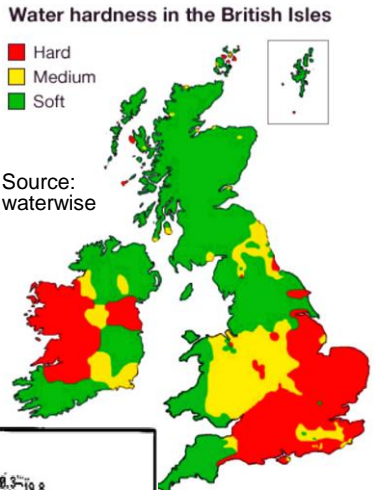 Water hardness in the British Isles
Hard
Medium
Soft
Source:
waterwise